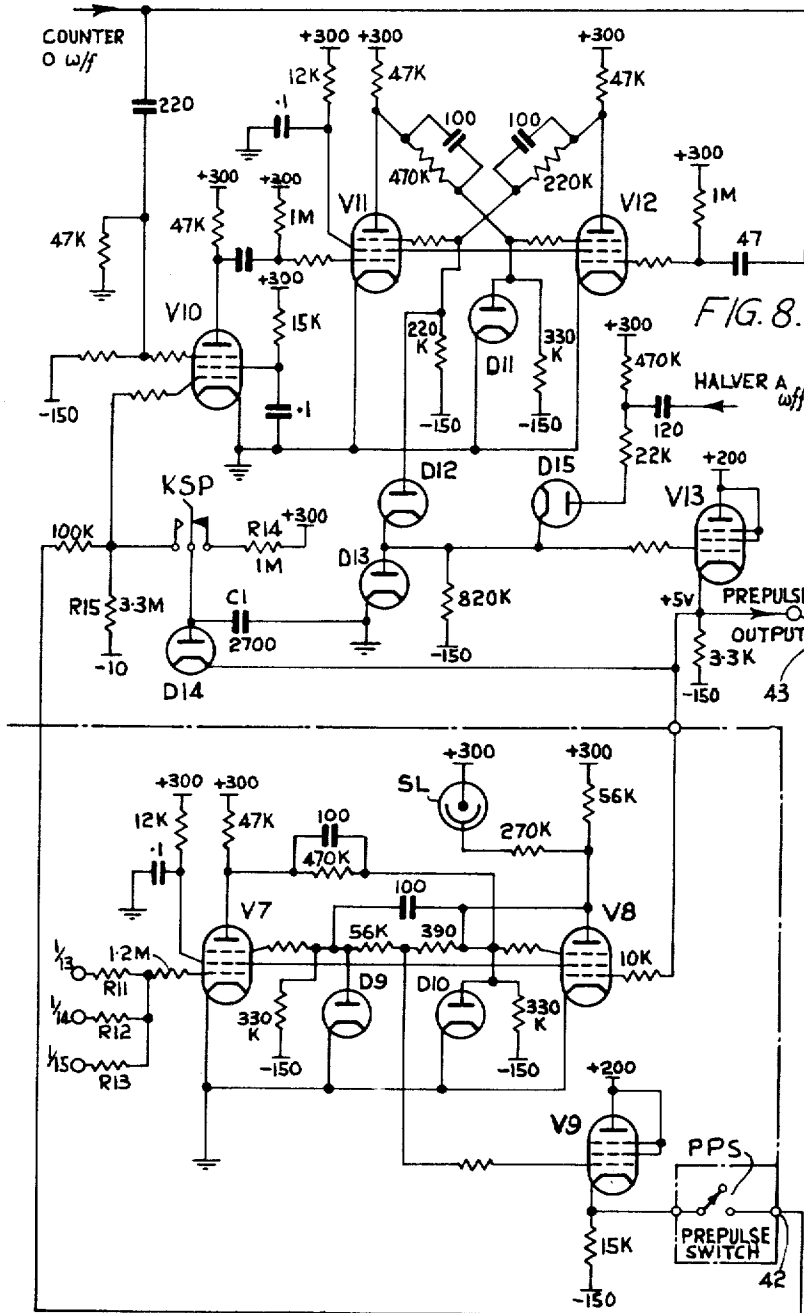 COUNTER
O w/f
+300
+300
+300
12K
47K
47K
.1
220
100
100
+300
+300
470K
220K
+300
47K
1M
V11
V12
1M
47K
47
+300
V10
15K
FIG. 8.
220
K
D11
330
K
+300
470K
-150
.1
-150
-150
HALVER A
wff
120
22K
D12
D15
+200
KSP
V13
+300
100K
R14
1M
D13
R15
3.3M
C1
2700
820K
+5V
PREPULSE
OUTPUT
-10
-150
3.3K
D14
-150
43
+300
+300
+300
+300
SL
12K
47K
100
56K
270K
.1
470K
100
V7
V8
56K
390
1.2M
10K
1/13
R11
D9
D10
1/14
R12
330
K
330
K
1/15
R13
-150
-150
+200
V9
PPS
15K
PREPULSE
SWITCH
-150
42